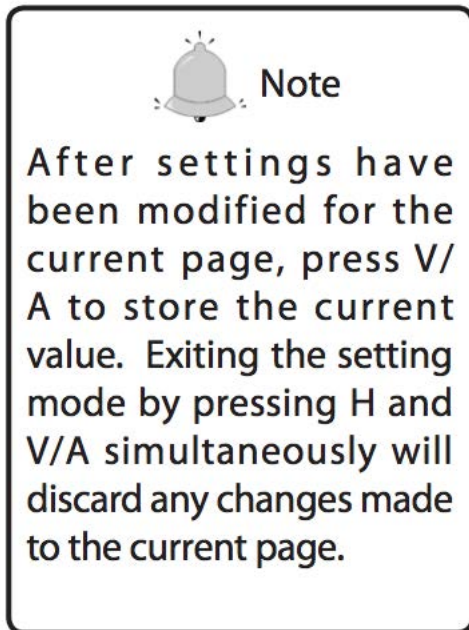 Note
After settings have
been modified for the
current page, press V/
A to store the current
value.  Exiting the setting
mode by pressing H and
V/A simultaneously will
discard any changes made
to the current page.